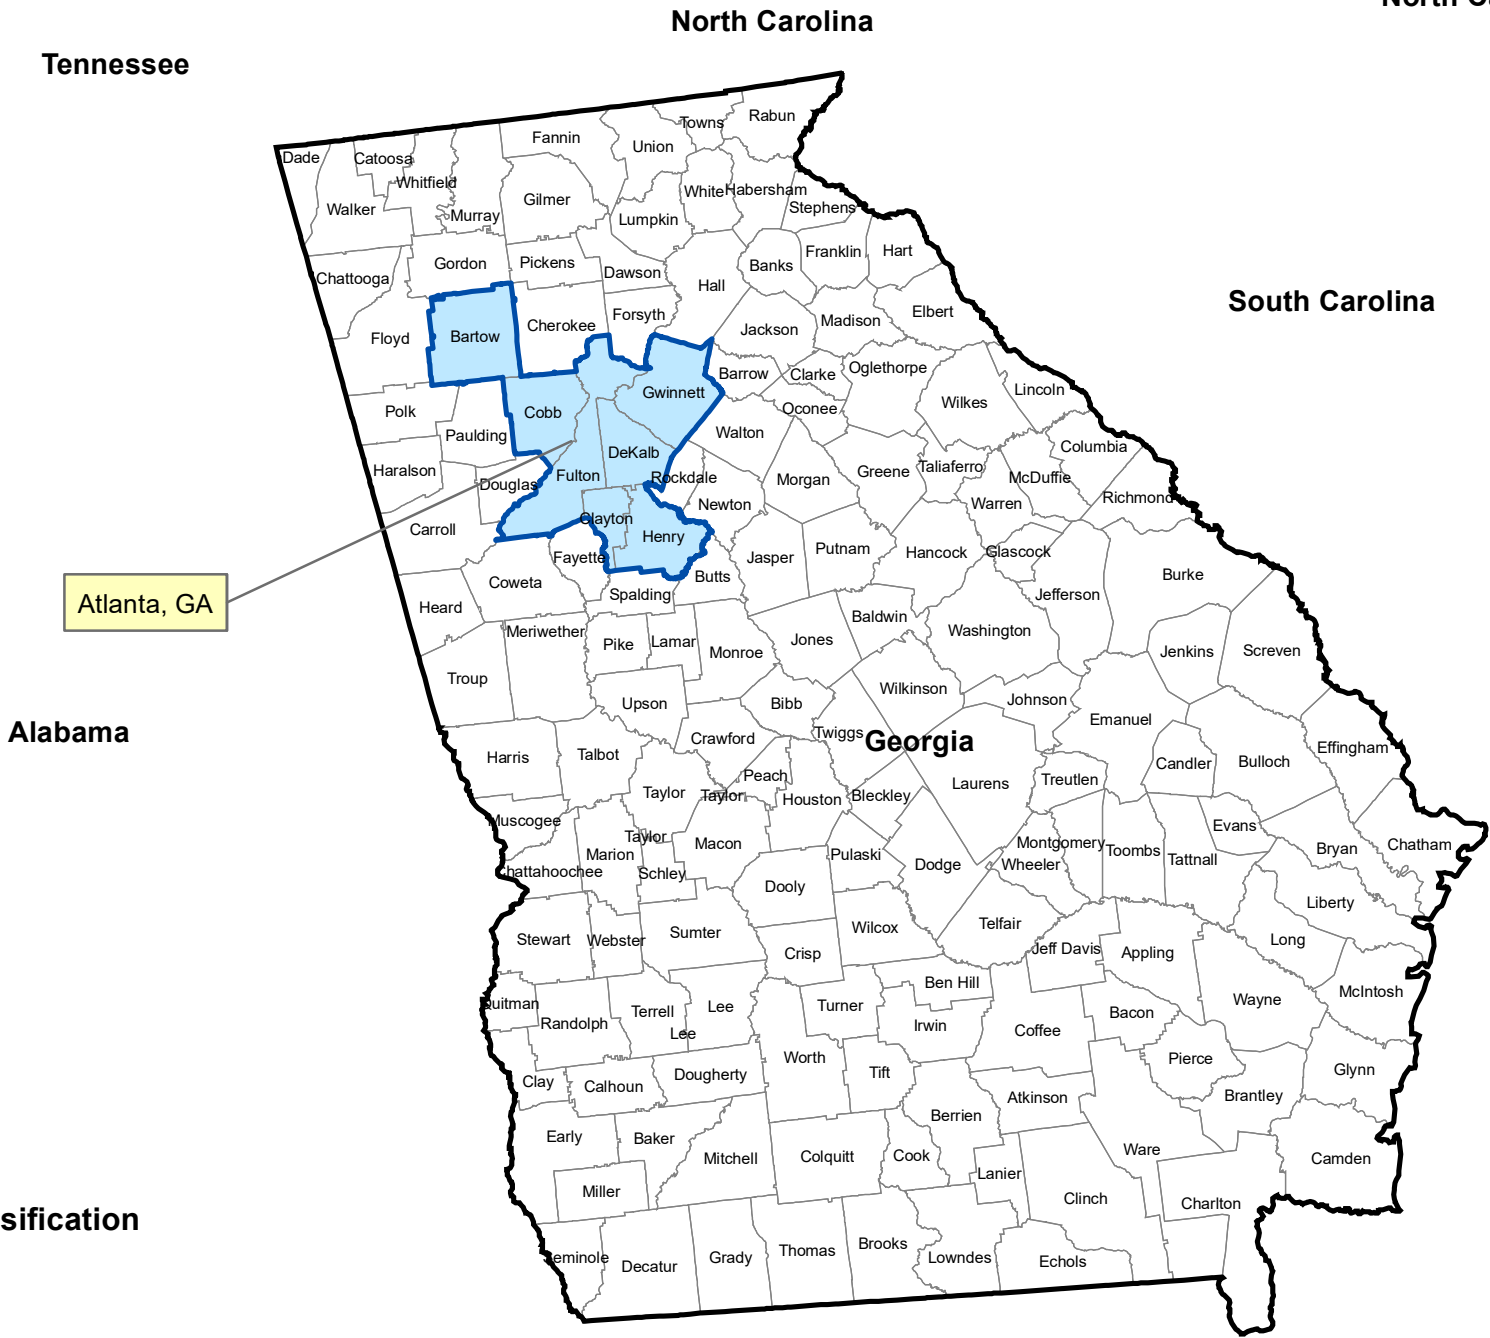 North Carolina
Tennessee
Rabun
Towns
Fannin
Union
Dade
Catoosa
Whitfield
White
Habersham
Gilmer
Stephens
Walker
Murray
Lumpkin
Franklin
Hart
Gordon
Pickens
Banks
Dawson
Chattooga
Hall
South Carolina
Elbert
Forsyth
Madison
Cherokee
Jackson
Bartow
Floyd
Oglethorpe
Barrow
Clarke
Lincoln
Gwinnett
Wilkes
Oconee
Polk
Cobb
Walton
Paulding
Columbia
DeKalb
Taliaferro
Haralson
Greene
Fulton
Rockdale
McDuffie
Morgan
Douglas
Richmond
Newton
Warren
Clayton
Carroll
Henry
Putnam
Hancock
Glascock
Fayette
Jasper
Burke
Butts
Coweta
Spalding
Jefferson
Atlanta, GA
Heard
Baldwin
Meriwether
Washington
Pike
Lamar
Jones
Monroe
Jenkins
Screven
Troup
Wilkinson
Johnson
Upson
Bibb
Emanuel
Alabama
Twiggs
Crawford
Georgia
Effingham
Harris
Talbot
Bulloch
Candler
Peach
Treutlen
Laurens
Taylor
Taylor
Houston
Bleckley
Muscogee
Evans
Taylor
Macon
Montgomery
Chatham
Marion
Pulaski
Toombs
Bryan
Tattnall
Dodge
Wheeler
hattahoochee
Schley
Dooly
Liberty
Telfair
Wilcox
Sumter
Stewart
Webster
Long
Jeff Davis
Appling
Crisp
Ben Hill
McIntosh
Wayne
Quitman
Lee
Turner
Terrell
Bacon
Randolph
Irwin
Coffee
Lee
Worth
Pierce
Glynn
Tift
Dougherty
Clay
Calhoun
Brantley
Atkinson
Berrien
Early
Baker
Ware
Mitchell
Colquitt
Cook
Camden
Lanier
Miller
Clinch
Charlton
sification
Brooks
Thomas
eminole
Grady
Lowndes
Echols
Decatur